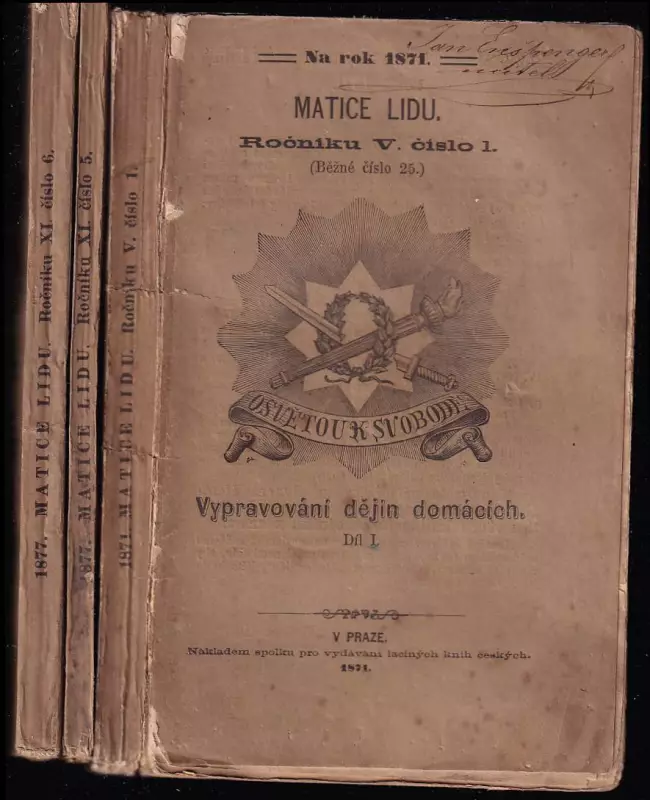 1877. MATICE LIDU. Ročníku XI. číslo 6.
1877. MATICE LIDU. Ročníku XI. číslo 5.
1871 MATICE LIDU. Ročníku V. číslo 1.
Na rok 1871.
MATICE LIDU.
Ročníku V. číslo 1.
(Běžné číslo 25.)
OSVĚTOU K SVOBODĚ.
Vypravování dějin domácích.
Díl I.
V PRAZE.
Nákladem spolku pro vydávání laciných knih českých.
1871.